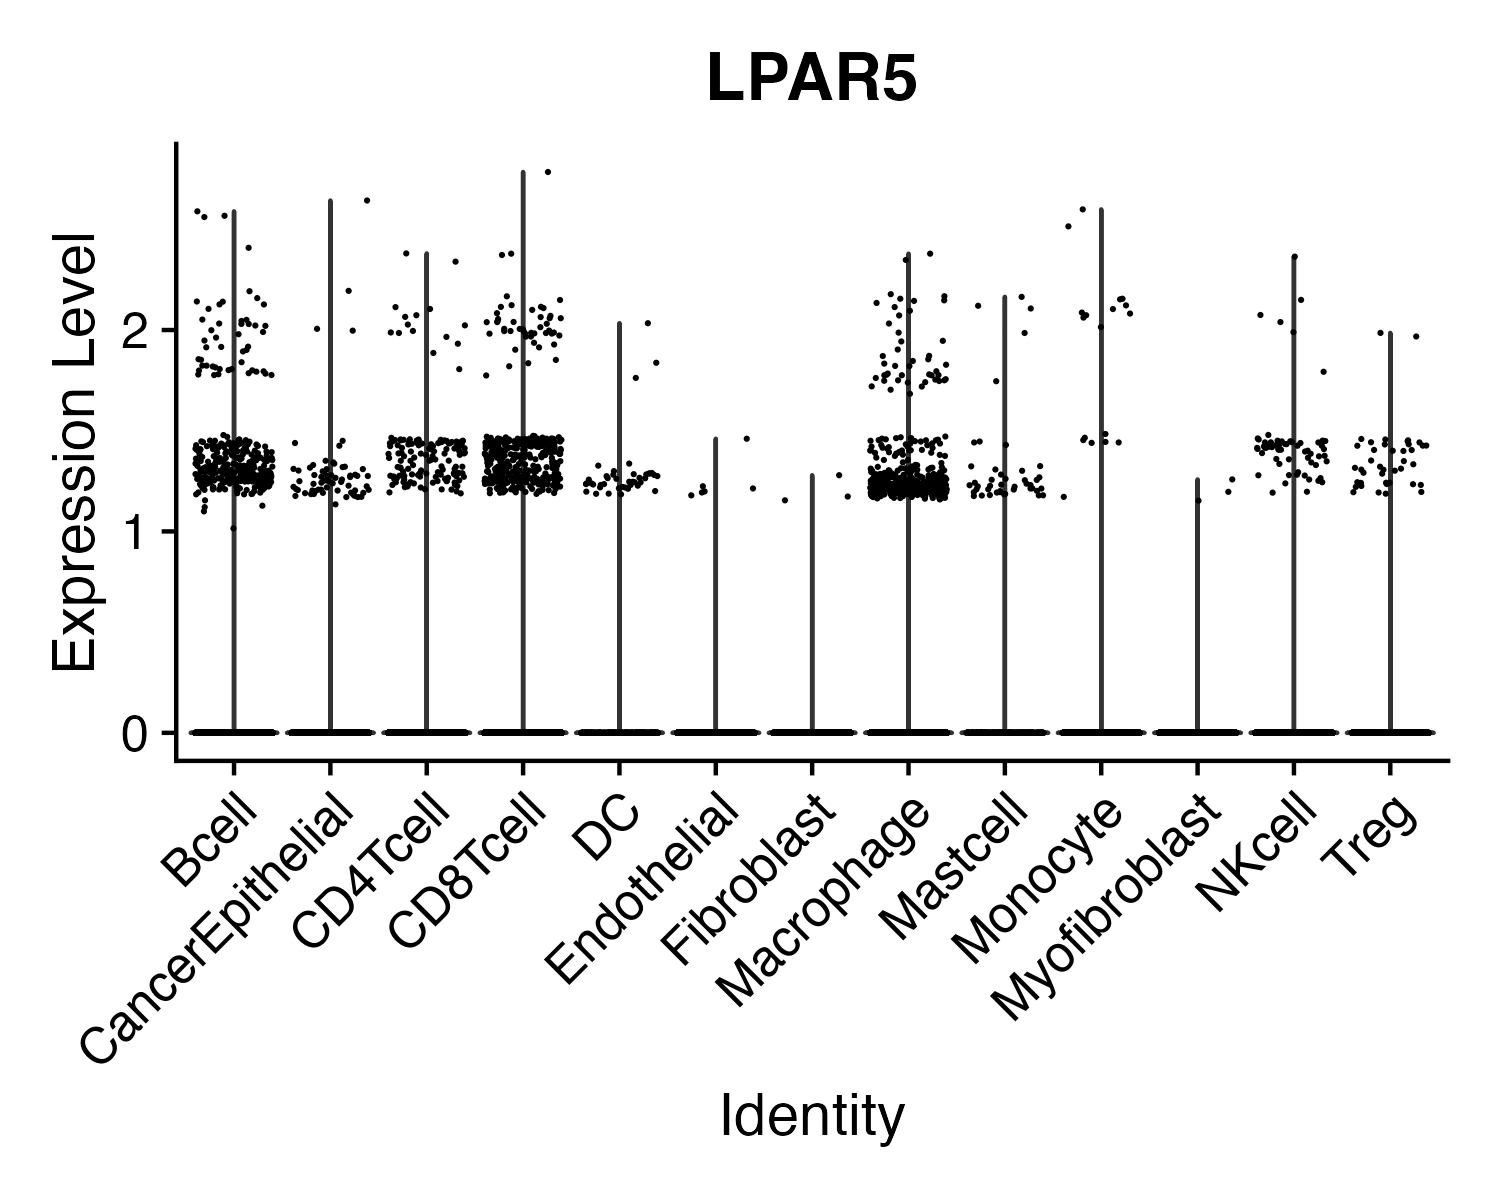 LPAR5
Expression Level
2
1
0
Bcell
CancerEpithelial
CD4Tcell
CD8Tcell
DC
Endothelial
Fibroblast
Macrophage
Mastcell
Monocyte
Myofibroblast
NKcell
Treg
Identity